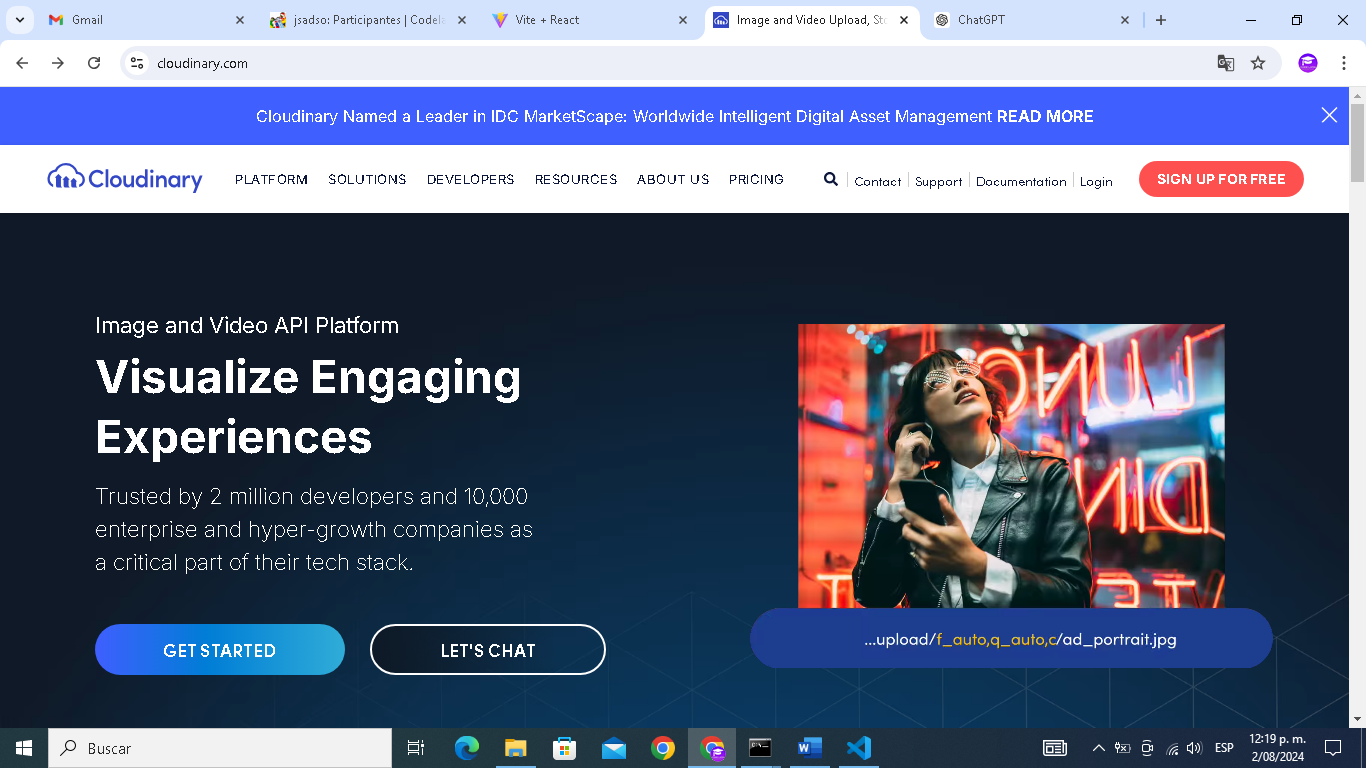 Gmail
jsadso: Participantes | Codela
Vite + React
Image and Video Upload, Sto
ChatGPT
cloudinary.com
Cloudinary Named a Leader in IDC MarketScape: Worldwide Intelligent Digital Asset Management READ MORE
Cloudinary
PLATFORM
SOLUTIONS
DEVELOPERS
RESOURCES
ABOUT US
PRICING
Contact
Support
Documentation
Login
SIGN UP FOR FREE
Image and Video API Platform
Visualize Engaging
Experiences
Trusted by 2 million developers and 10,000
enterprise and hyper-growth companies as
a critical part of their tech stack.
GET STARTED
LET'S CHAT
...upload/f_auto,q_auto,c/ad_portrait.jpg
Buscar
ESP
12:19 p. m.
2/08/2024